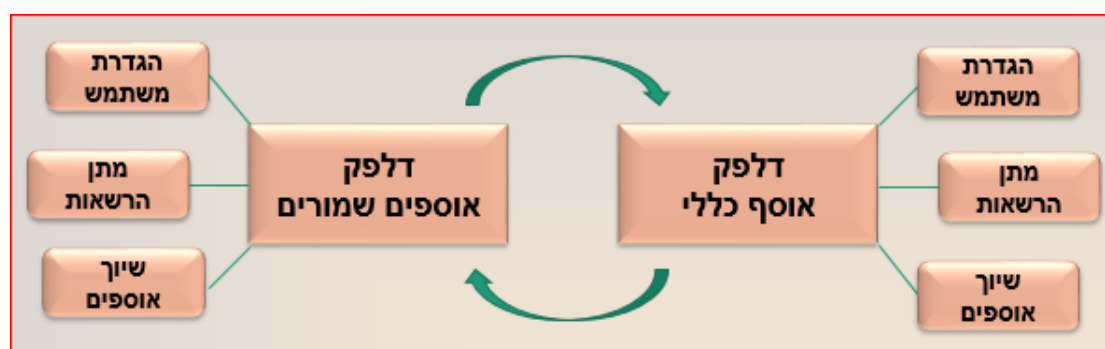 הגדרת
משתמש
דלפק
אוסף כללי
מתן
הרשאות
שיוך
אוספים
הגדרת
משתמש
דלפק
אוספים שמורים
מתן
הרשאות
שיוך
אוספים